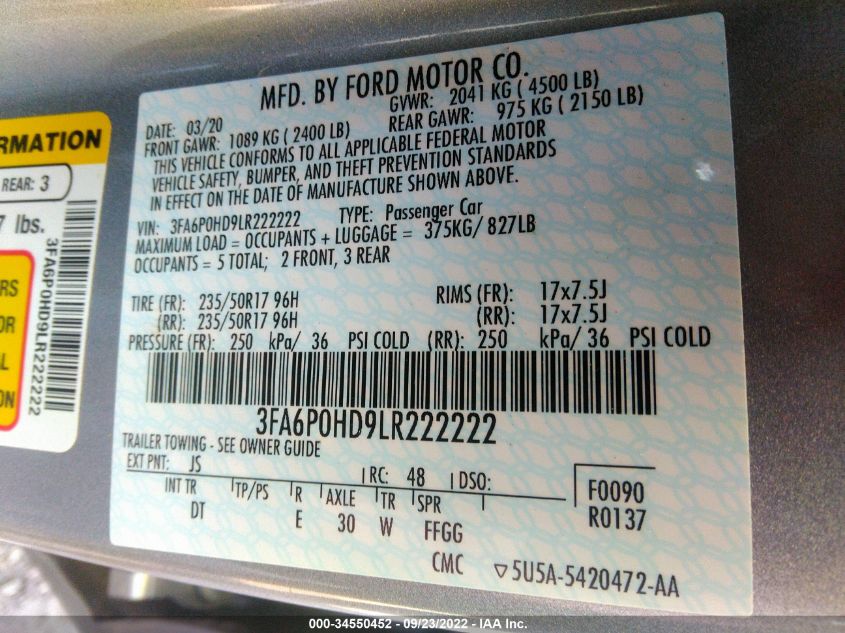 MFD. BY FORD MOTOR CO.
DATE: 03/20 GVWR: 2041 KG ( 4500 LB)
FRONT GAWR: 1089 KG ( 2400 LB) REAR GAWR: 975 KG ( 2150 LB)
THIS VEHICLE CONFORMS TO ALL APPLICABLE FEDERAL MOTOR
VEHICLE SAFETY, BUMPER, AND THEFT PREVENTION STANDARDS
IN EFFECT ON THE DATE OF MANUFACTURE SHOWN ABOVE.
VIN: 3FA6P0HD9LR222222 TYPE: Passenger Car
MAXIMUM LOAD = OCCUPANTS + LUGGAGE = 375KG/ 827LB
OCCUPANTS = 5 TOTAL; 2 FRONT, 3 REAR
TIRE (FR): 235/50R17 96H RIMS (FR): 17x7.5J
(RR): 235/50R17 96H (RR): 17x7.5J
PRESSURE (FR): 250 kPa/ 36 PSI COLD (RR): 250 kPa/ 36 PSI COLD
3FA6P0HD9LR222222
TRAILER TOWING - SEE OWNER GUIDE
EXT PNT: JS RC: 48 DSO:
INT TR TP/PS R AXLE TR SPR F0090
DT E 30 W FFGG R0137
CMC ▽5U5A-5420472-AA
RMATION
REAR: 3
7 lbs.
3FA6P0HD9LR222222
RS
OR
AL
ON
000-34550452 - 09/23/2022 - IAA Inc.